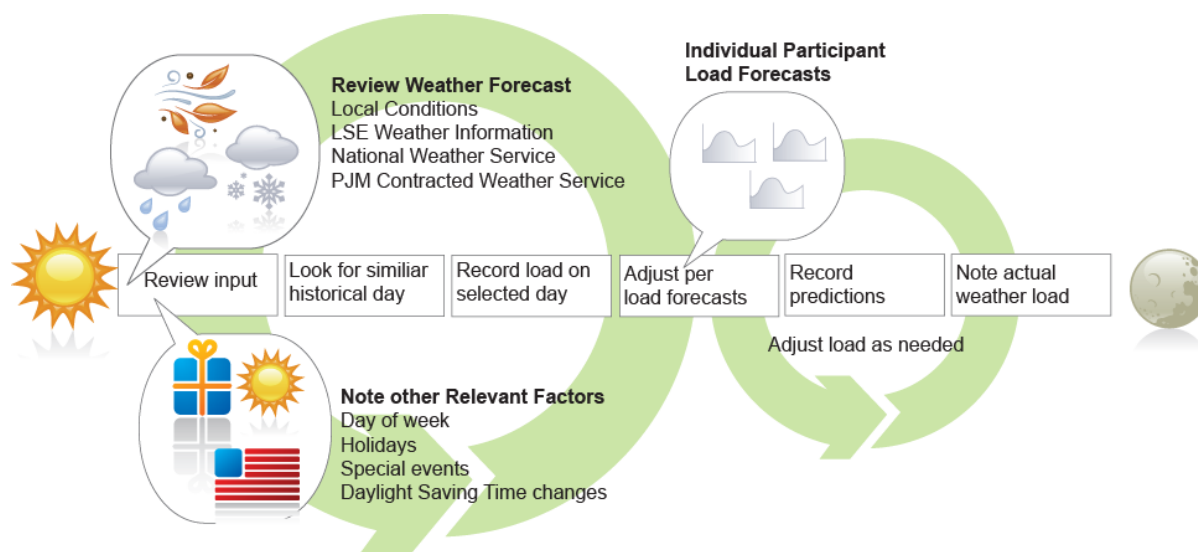 Individual Participant
Load Forecasts
Review Weather Forecast
Local Conditions
LSE Weather Information
National Weather Service
PJM Contracted Weather Service
Review input
Look for similiar
historical day
Record load on
selected day
Adjust per
load forecasts
Record
predictions
Note actual
weather load
Adjust load as needed
Note other Relevant Factors
Day of week
Holidays
Special events
Daylight Saving Time changes